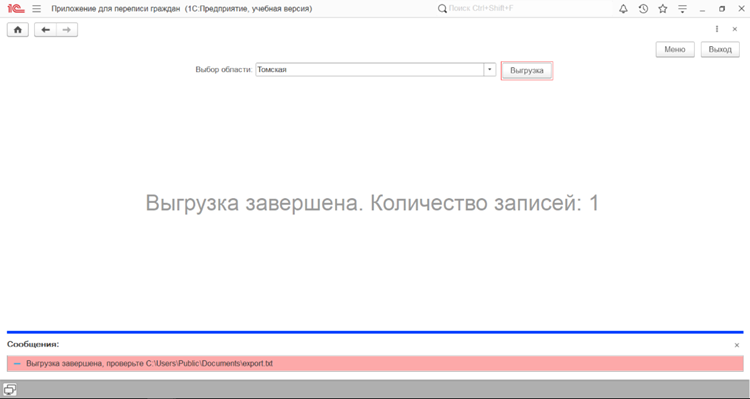 1С Приложение для переписи граждан (1С:Предприятие, учебная версия) Поиск Ctrl+Shift+F
Меню Выход
Выбор области: Томская Выгрузка
Выгрузка завершена. Количество записей: 1
Сообщения:
Выгрузка завершена, проверьте C:\Users\Public\Documents\export.txt